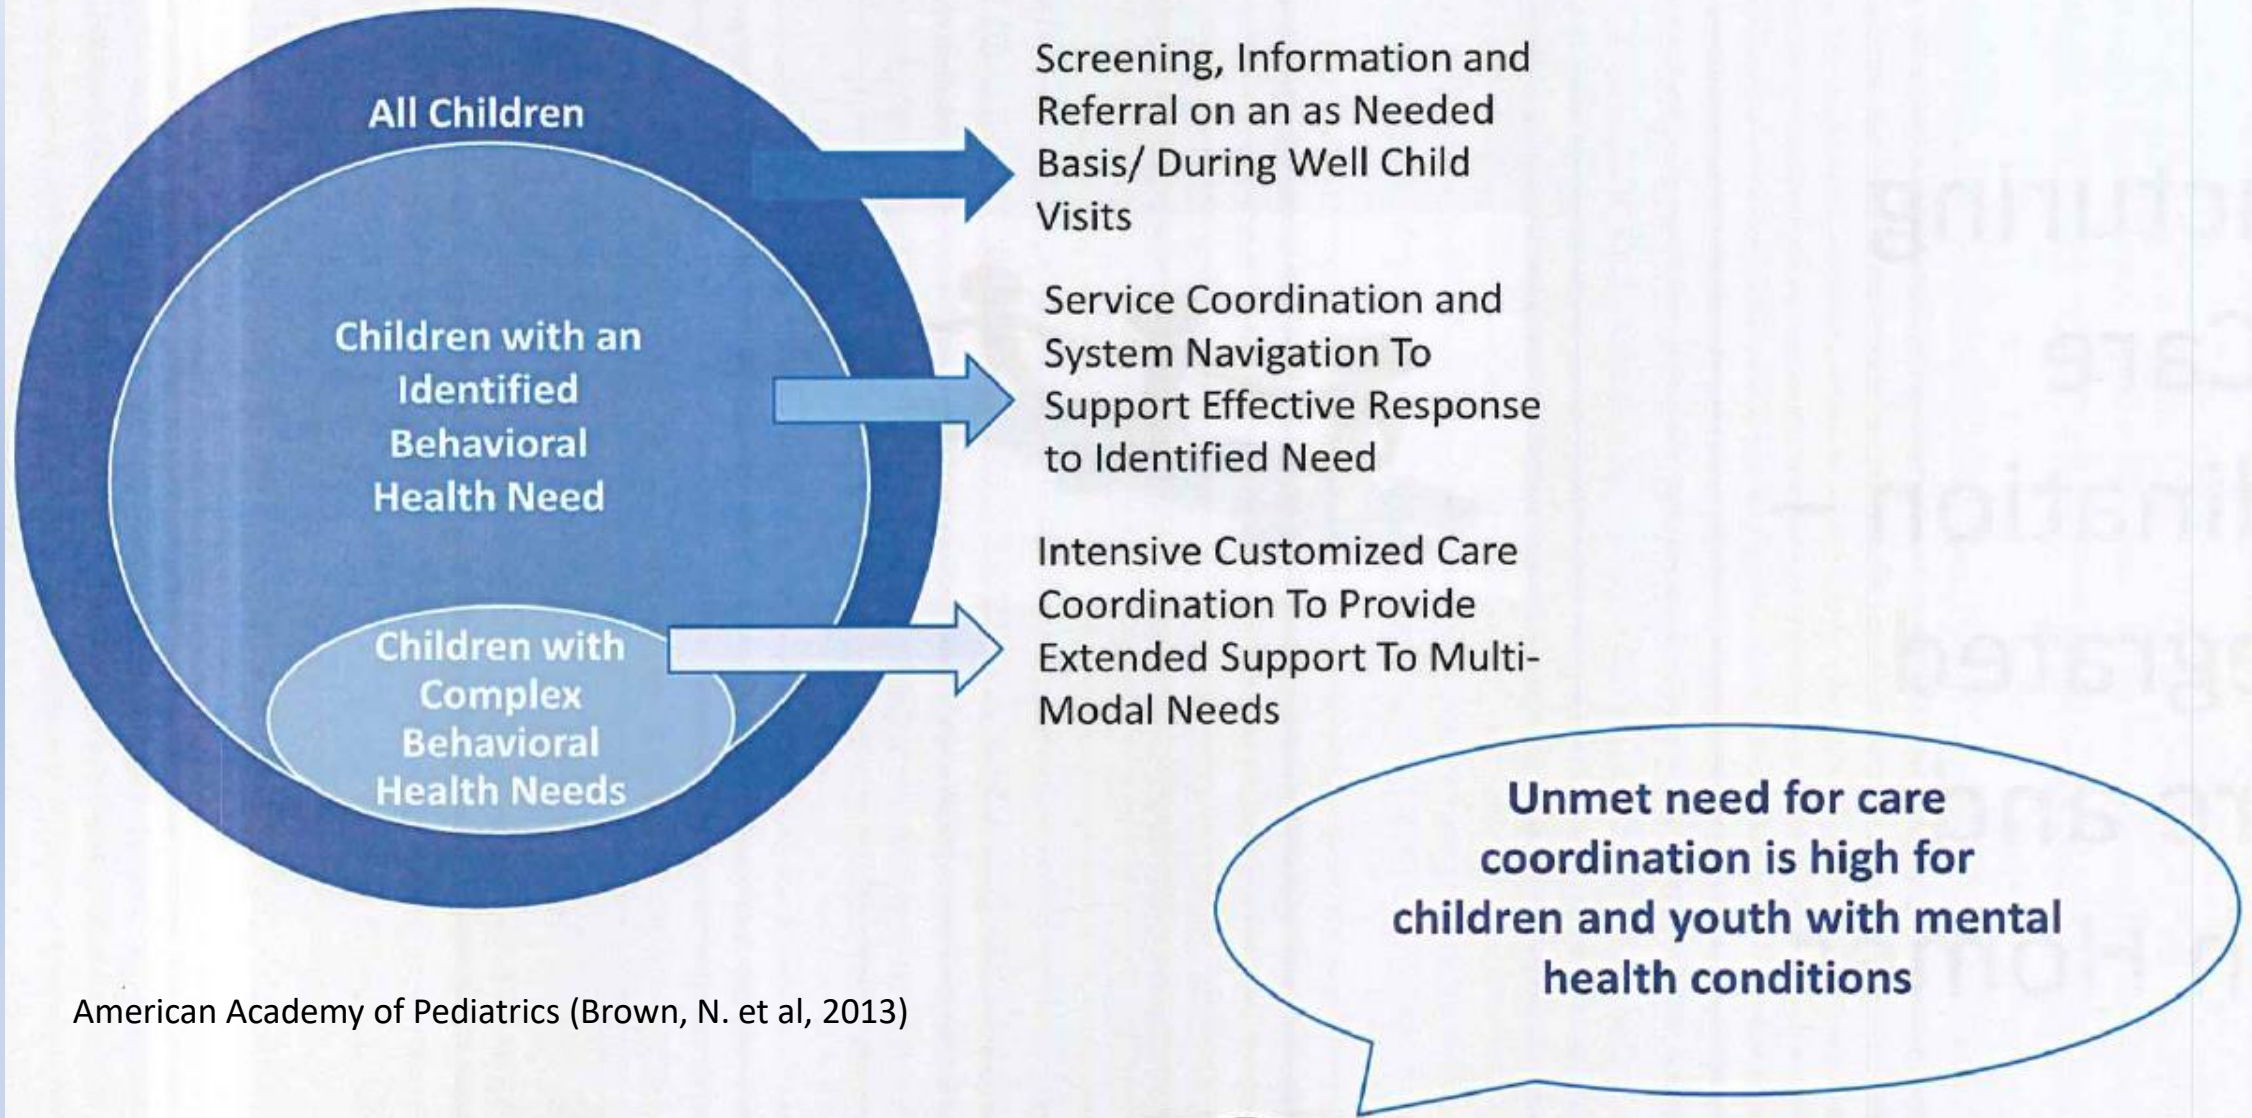 All Children
Children with an
Identified
Behavioral
Health Need
Children with
Complex
Behavioral
Health Needs
Screening, Information and
Referral on an as Needed
Basis/ During Well Child
Visits
Service Coordination and
System Navigation To
Support Effective Response
to Identified Need
Intensive Customized Care
Coordination To Provide
Extended Support To Multi-
Modal Needs
Unmet need for care
coordination is high for
children and youth with mental
health conditions
American Academy of Pediatrics (Brown, N. et al, 2013)